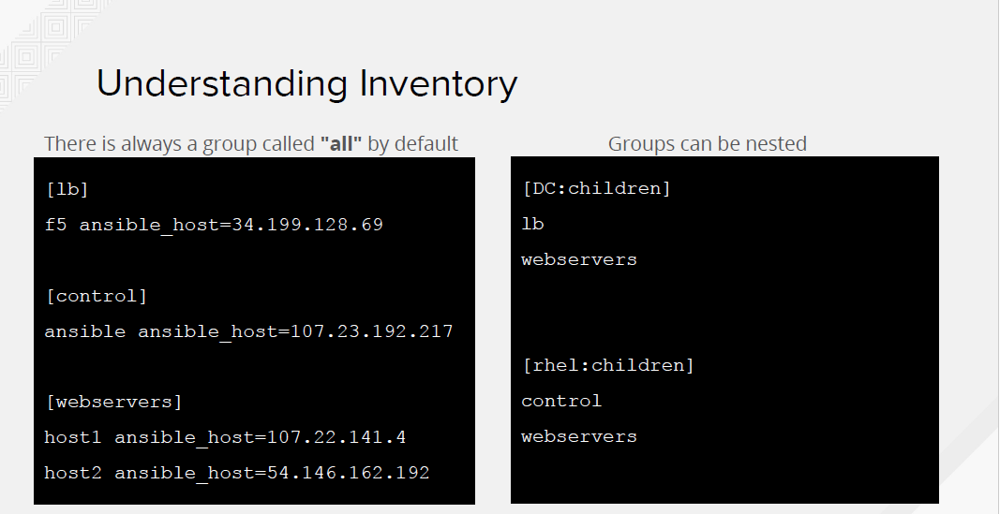 Understanding Inventory
There is always a group called "all" by default
[lb]
f5 ansible_host=34.199.128.69
[control]
ansible ansible_host=107.23.192.217
[webservers]
host1 ansible_host=107.22.141.4
host2 ansible_host=54.146.162.192
Groups can be nested
[DC:children]
lb
webservers
[rhel:children]
control
webservers